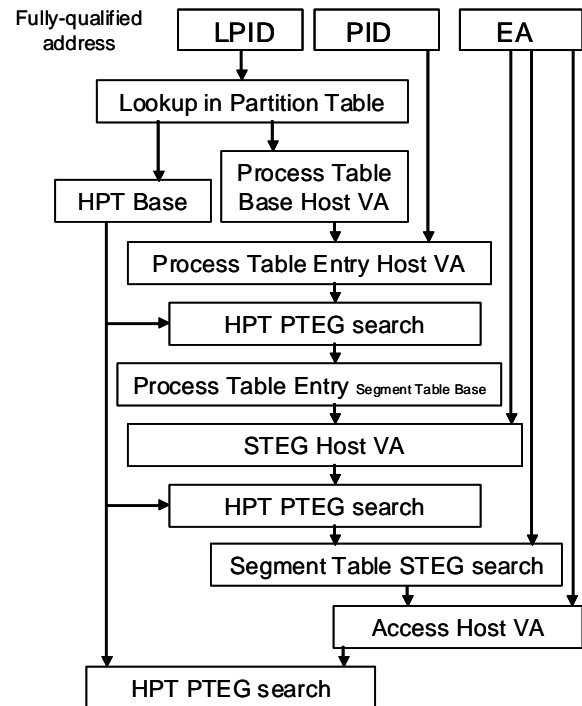 Fully-qualified
address
LPID
PID
EA
Lookup in Partition Table
HPT Base
Process Table
Base Host VA
Process Table Entry Host VA
HPT PTEG search
Process Table Entry Segment Table Base
STEG Host VA
HPT PTEG search
Segment Table STEG search
Access Host VA
HPT PTEG search